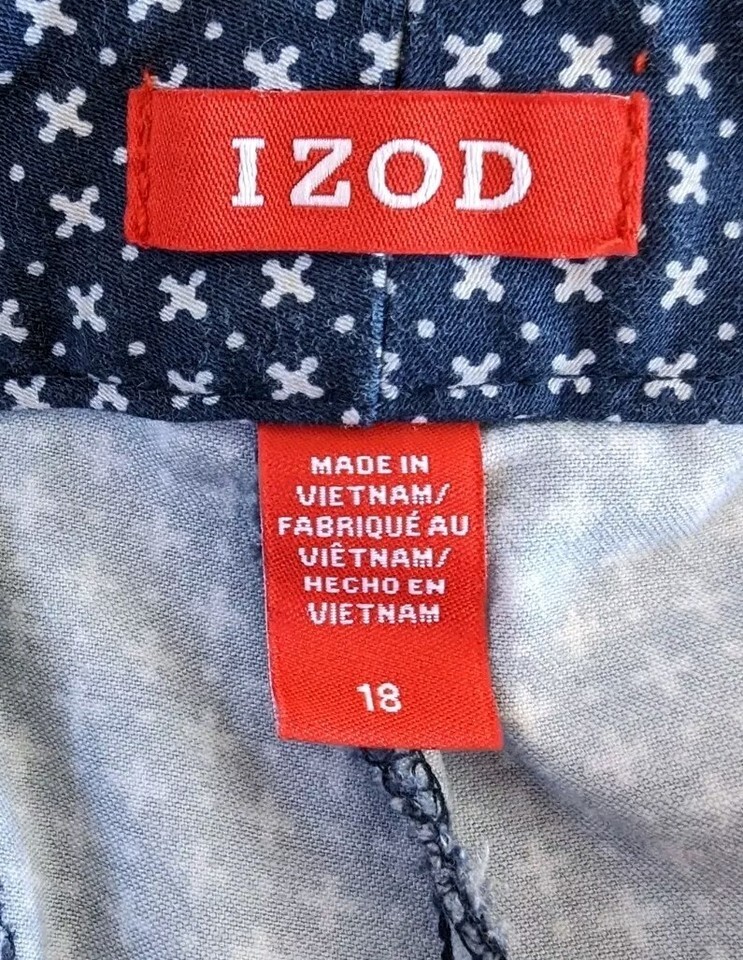 IZOD
MADE IN
VIETNAM/
FABRIQUÉ AU
VIÊTNAM/
HECHO EN
VIETNAM
18